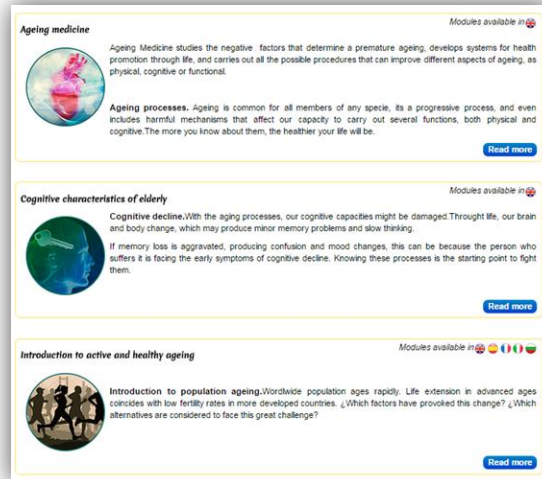 Modules available in
Ageing medicine
Ageing Medicine studies the negative factors that determine a premature ageing, develops systems for health
promotion through life, and carries out all the possible procedures that can improve different aspects of ageing, as
physical, cognitive or functional.
Ageing processes. Ageing is common for all members of any specie, its a progressive process, and even
includes harmful mechanisms that affect our capacity to carry out several functions, both physical and
cognitive.The more you know about them, the healthier your life will be.
Read more
Modules available in
Cognitive characteristics of elderly
Cognitive decline.With the aging processes, our cognitive capacities might be damaged.Throught life, our brain
and body change, which may produce minor memory problems and slow thinking.
If memory loss is aggravated, producing confusion and mood changes, this can be because the person who
suffers it is facing the early symptoms of cognitive decline. Knowing these processes is the starting point to fight
them.
Read more
Modules available in
Introduction to active and healthy ageing
Introduction to population ageing.Wordlwide population ages rapidly. Life extension in advanced ages
coincides with low fertility rates in more developed countries. ¿Which factors have provoked this change? ¿Which
alternatives are considered to face this great challenge?
Read more